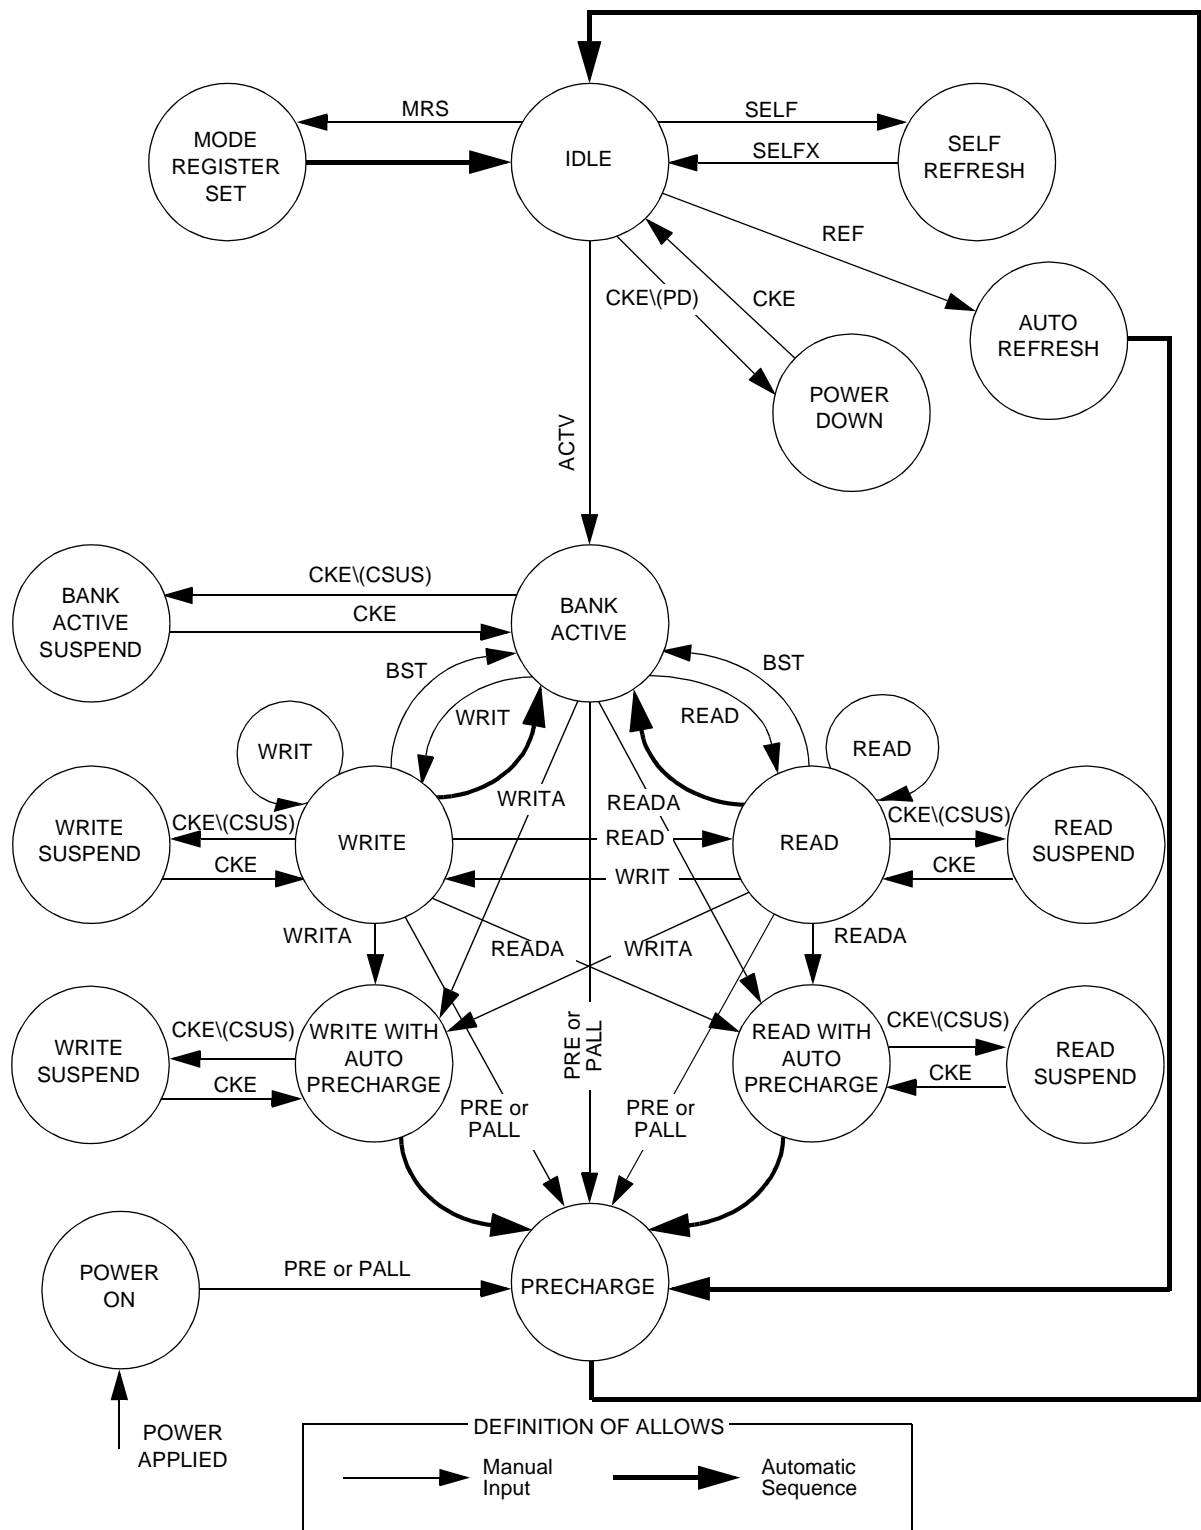 MRS
SELF
MODE
REGISTER
SET
IDLE
SELF
REFRESH
SELFX
REF
CKE\(PD)
CKE
AUTO
REFRESH
POWER
DOWN
ACTV
CKE\(CSUS)
BANK
ACTIVE
SUSPEND
CKE
BANK
ACTIVE
BST
BST
WRIT
READ
WRIT
READ
WRITA
READA
WRITE
SUSPEND
CKE\(CSUS)
CKE
WRITE
READ
WRIT
READ
CKE\(CSUS)
CKE
READ
SUSPEND
WRITA
READA
WRITA
READA
WRITE
SUSPEND
CKE\(CSUS)
CKE
WRITE WITH
AUTO
PRECHARGE
PRE or
PALL
READ WITH
AUTO
PRECHARGE
CKE\(CSUS)
CKE
READ
SUSPEND
PRE or
PALL
PRE or
PALL
POWER
ON
PRE or PALL
PRECHARGE
POWER
APPLIED
DEFINITION OF ALLOWS
Manual
Input
Automatic
Sequence